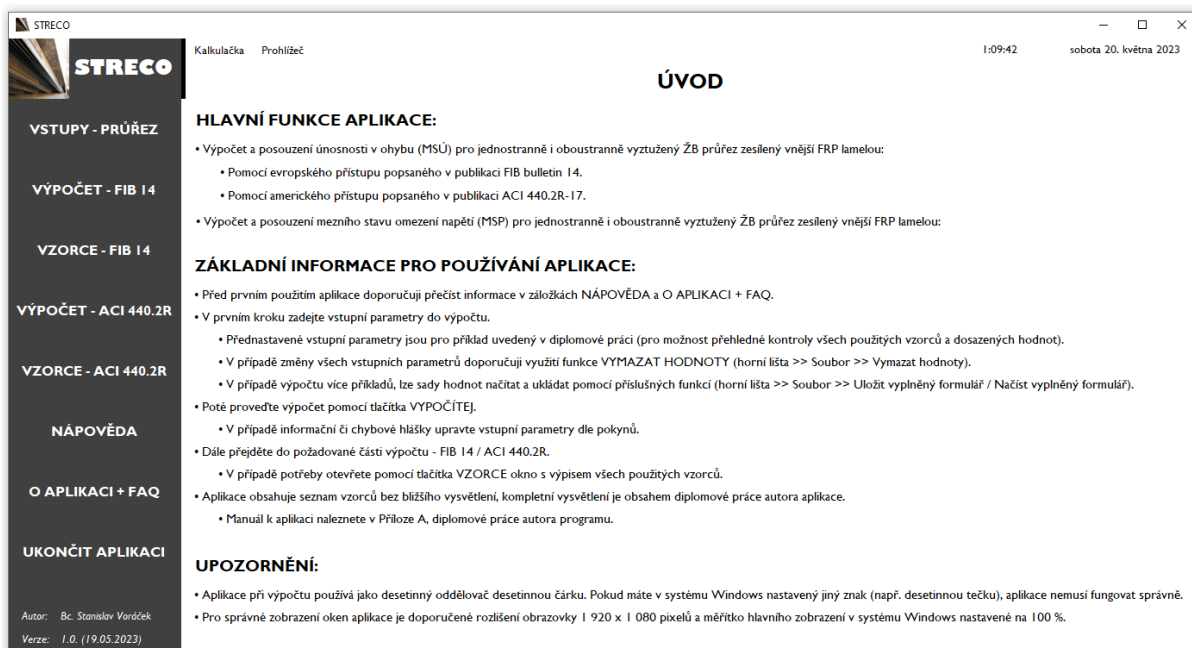 STRECO
STRECO
Kalkulačka Prohlížeč 1:09:42 sobota 20. května 2023
ÚVOD
VSTUPY - PRŮŘEZ
VÝPOČET - FIB 14
VZORCE - FIB 14
VÝPOČET - ACI 440.2R
VZORCE - ACI 440.2R
NÁPOVĚDA
O APLIKACI + FAQ
UKONČIT APLIKACI
Autor: Bc. Stanislav Voráček
Verze: 1.0. (19.05.2023)
HLAVNÍ FUNKCE APLIKACE:
• Výpočet a posouzení únosnosti v ohybu (MSÚ) pro jednostranně i oboustranně vyztužený ŽB průřez zesílený vnější FRP lamelou:
• Pomocí evropského přístupu popsaného v publikaci FIB bulletin 14.
• Pomocí amerického přístupu popsaného v publikaci ACI 440.2R-17.
• Výpočet a posouzení mezního stavu omezení napětí (MSP) pro jednostranně i oboustranně vyztužený ŽB průřez zesílený vnější FRP lamelou:
ZÁKLADNÍ INFORMACE PRO POUŽÍVÁNÍ APLIKACE:
• Před prvním použitím aplikace doporučuji přečíst informace v záložkách NÁPOVĚDA a O APLIKACI + FAQ.
• V prvním kroku zadejte vstupní parametry do výpočtu.
• Přednastavené vstupní parametry jsou pro příklad uvedený v diplomové práci (pro možnost přehledné kontroly všech použitých vzorců a dosazených hodnot).
• V případě změny všech vstupních parametrů doporučuji využití funkce VYMAZAT HODNOTY (horní lišta >> Soubor >> Vymazat hodnoty).
• V případě výpočtu více příkladů, lze sady hodnot načítat a ukládat pomocí příslušných funkcí (horní lišta >> Soubor >> Uložit vyplněný formulář / Načíst vyplněný formulář).
• Poté proveďte výpočet pomocí tlačítka VYPOČÍTEJ.
• V případě informační či chybové hlášky upravte vstupní parametry dle pokynů.
• Dále přejděte do požadované části výpočtu - FIB 14 / ACI 440.2R.
• V případě potřeby otevřete pomocí tlačítka VZORCE okno s výpisem všech použitých vzorců.
• Aplikace obsahuje seznam vzorců bez bližšího vysvětlení, kompletní vysvětlení je obsahem diplomové práce autora aplikace.
• Manuál k aplikaci naleznete v Příloze A, diplomové práce autora programu.
UPOZORNĚNÍ:
• Aplikace při výpočtu používá jako desetinný oddělovač desetinnou čárku. Pokud máte v systému Windows nastavený jiný znak (např. desetinnou tečku), aplikace nemusí fungovat správně.
• Pro správné zobrazení oken aplikace je doporučené rozlišení obrazovky 1 920 x 1 080 pixelů a měřítko hlavního zobrazení v systému Windows nastavené na 100 %.